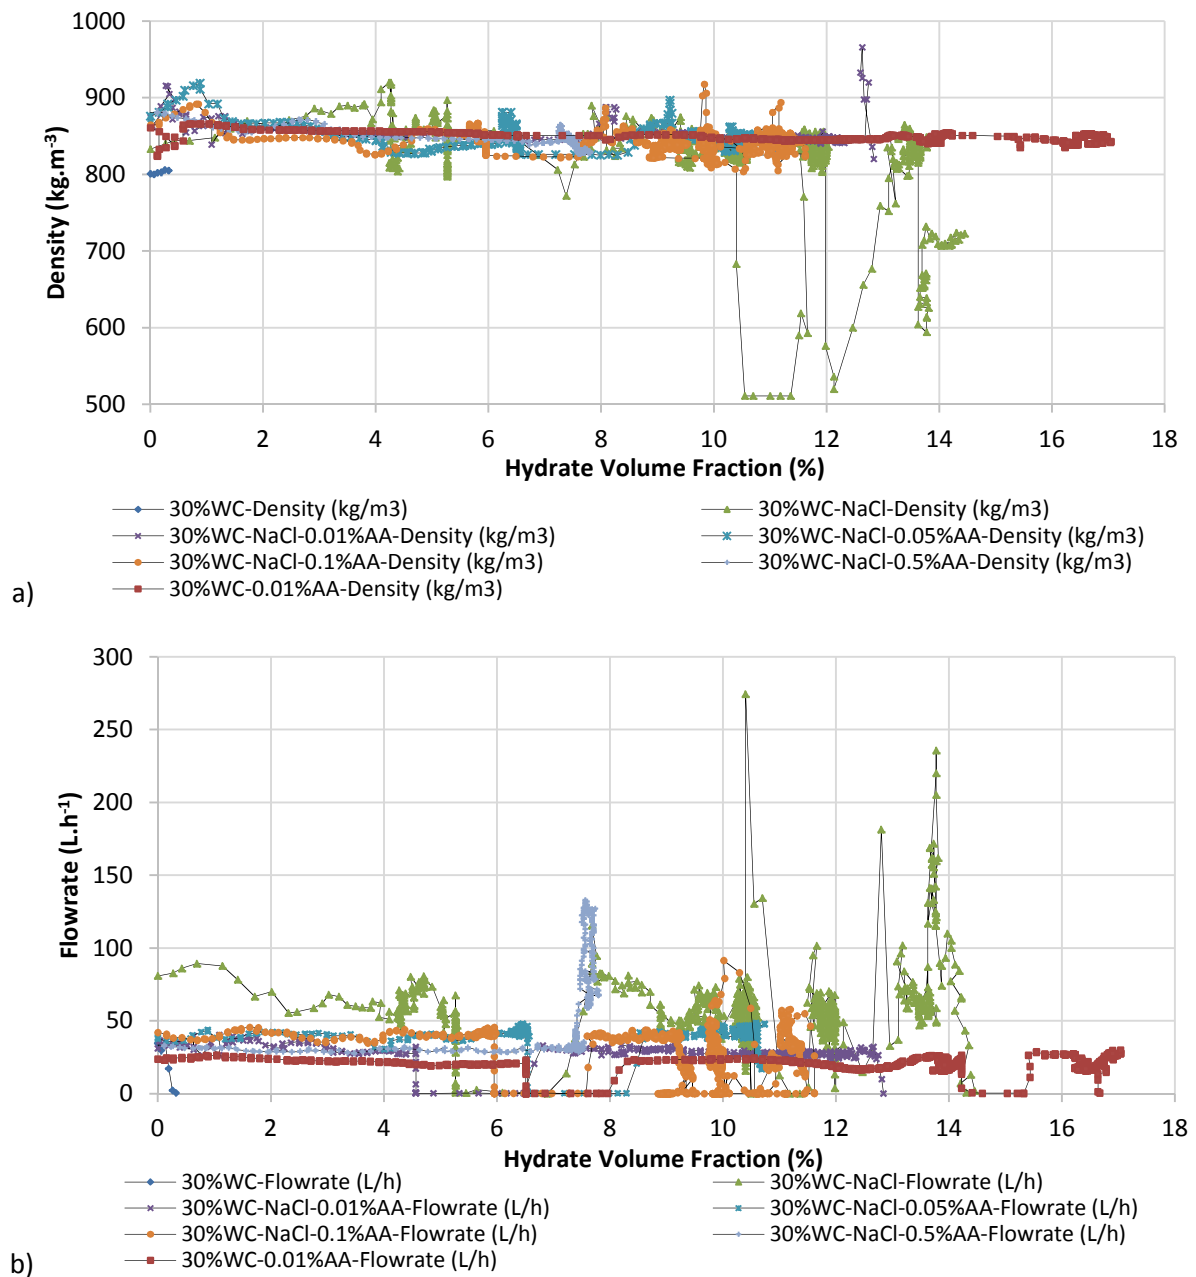 1000
900
800
700
600
500
Density (kg.m-3)
0 2 4 6 8 10 12 14 16 18
Hydrate Volume Fraction (%)
30%WC-Density (kg/m3) 30%WC-NaCl-Density (kg/m3)
30%WC-NaCl-0.01%AA-Density (kg/m3) 30%WC-NaCl-0.05%AA-Density (kg/m3)
30%WC-NaCl-0.1%AA-Density (kg/m3) 30%WC-NaCl-0.5%AA-Density (kg/m3)
30%WC-0.01%AA-Density (kg/m3)
a)
300
250
200
150
100
50
0
Flowrate (L.h-1)
0 2 4 6 8 10 12 14 16 18
Hydrate Volume Fraction (%)
30%WC-Flowrate (L/h) 30%WC-NaCl-Flowrate (L/h)
30%WC-NaCl-0.01%AA-Flowrate (L/h) 30%WC-NaCl-0.05%AA-Flowrate (L/h)
30%WC-NaCl-0.1%AA-Flowrate (L/h) 30%WC-NaCl-0.5%AA-Flowrate (L/h)
30%WC-0.01%AA-Flowrate (L/h)
b)